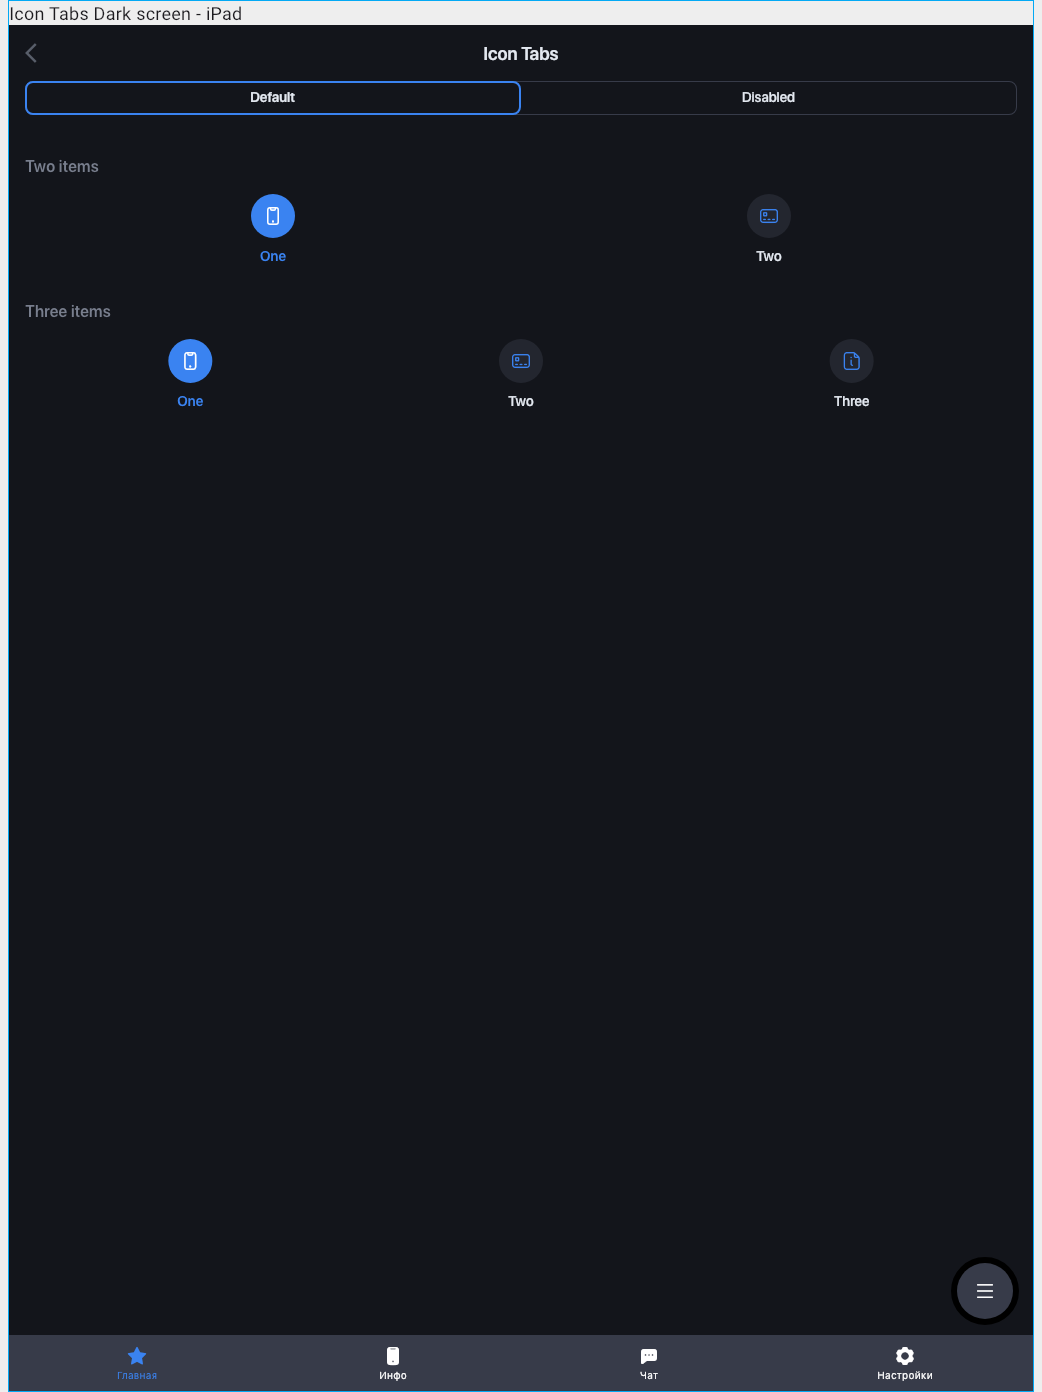 Icon Tabs Dark screen - iPad
Icon Tabs
Default
Disabled
Two items
One
Two
Three items
One
Two
Three
Главная
Инфо
Чат
Настройки